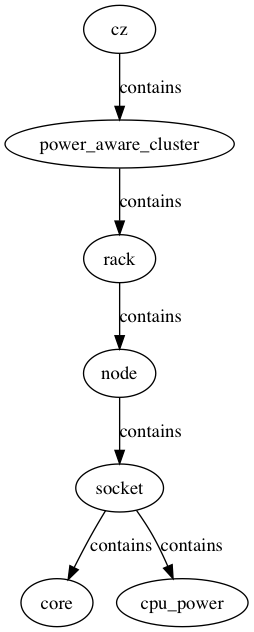 cz
contains
power_aware_cluster
contains
rack
contains
node
contains
socket
contains contains
core cpu_power